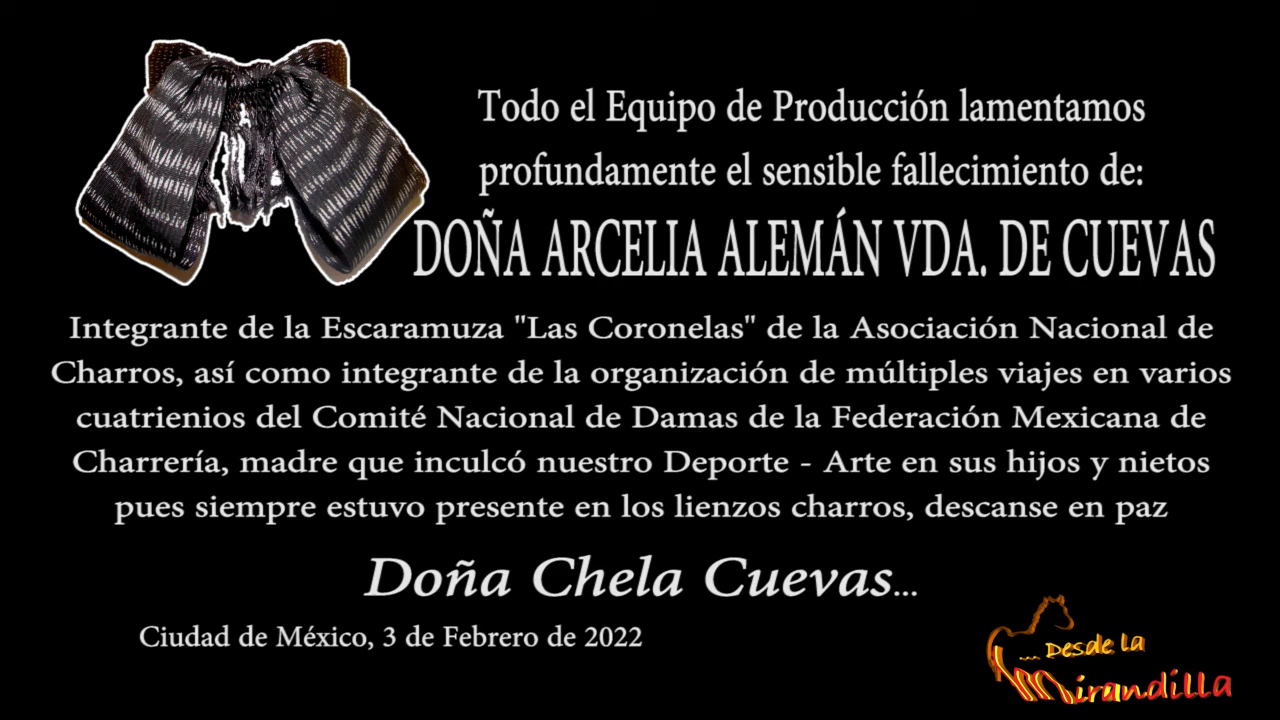 Todo el Equipo de Producción lamentamos
profundamente el sensible fallecimiento de:
DOÑA ARCELIA ALEMÁN VDA. DE CUEVAS
Integrante de la Escaramuza "Las Coronelas" de la Asociación Nacional de
Charros, así como integrante de la organización de múltiples viajes en varios
cuatrienios del Comité Nacional de Damas de la Federación Mexicana de
Charrería, madre que inculcó nuestro Deporte - Arte en sus hijos y nietos
pues siempre estuvo presente en los lienzos charros, descanse en paz
Doña Chela Cuevas...
Ciudad de México, 3 de Febrero de 2022
... Desde la
Mirandilla